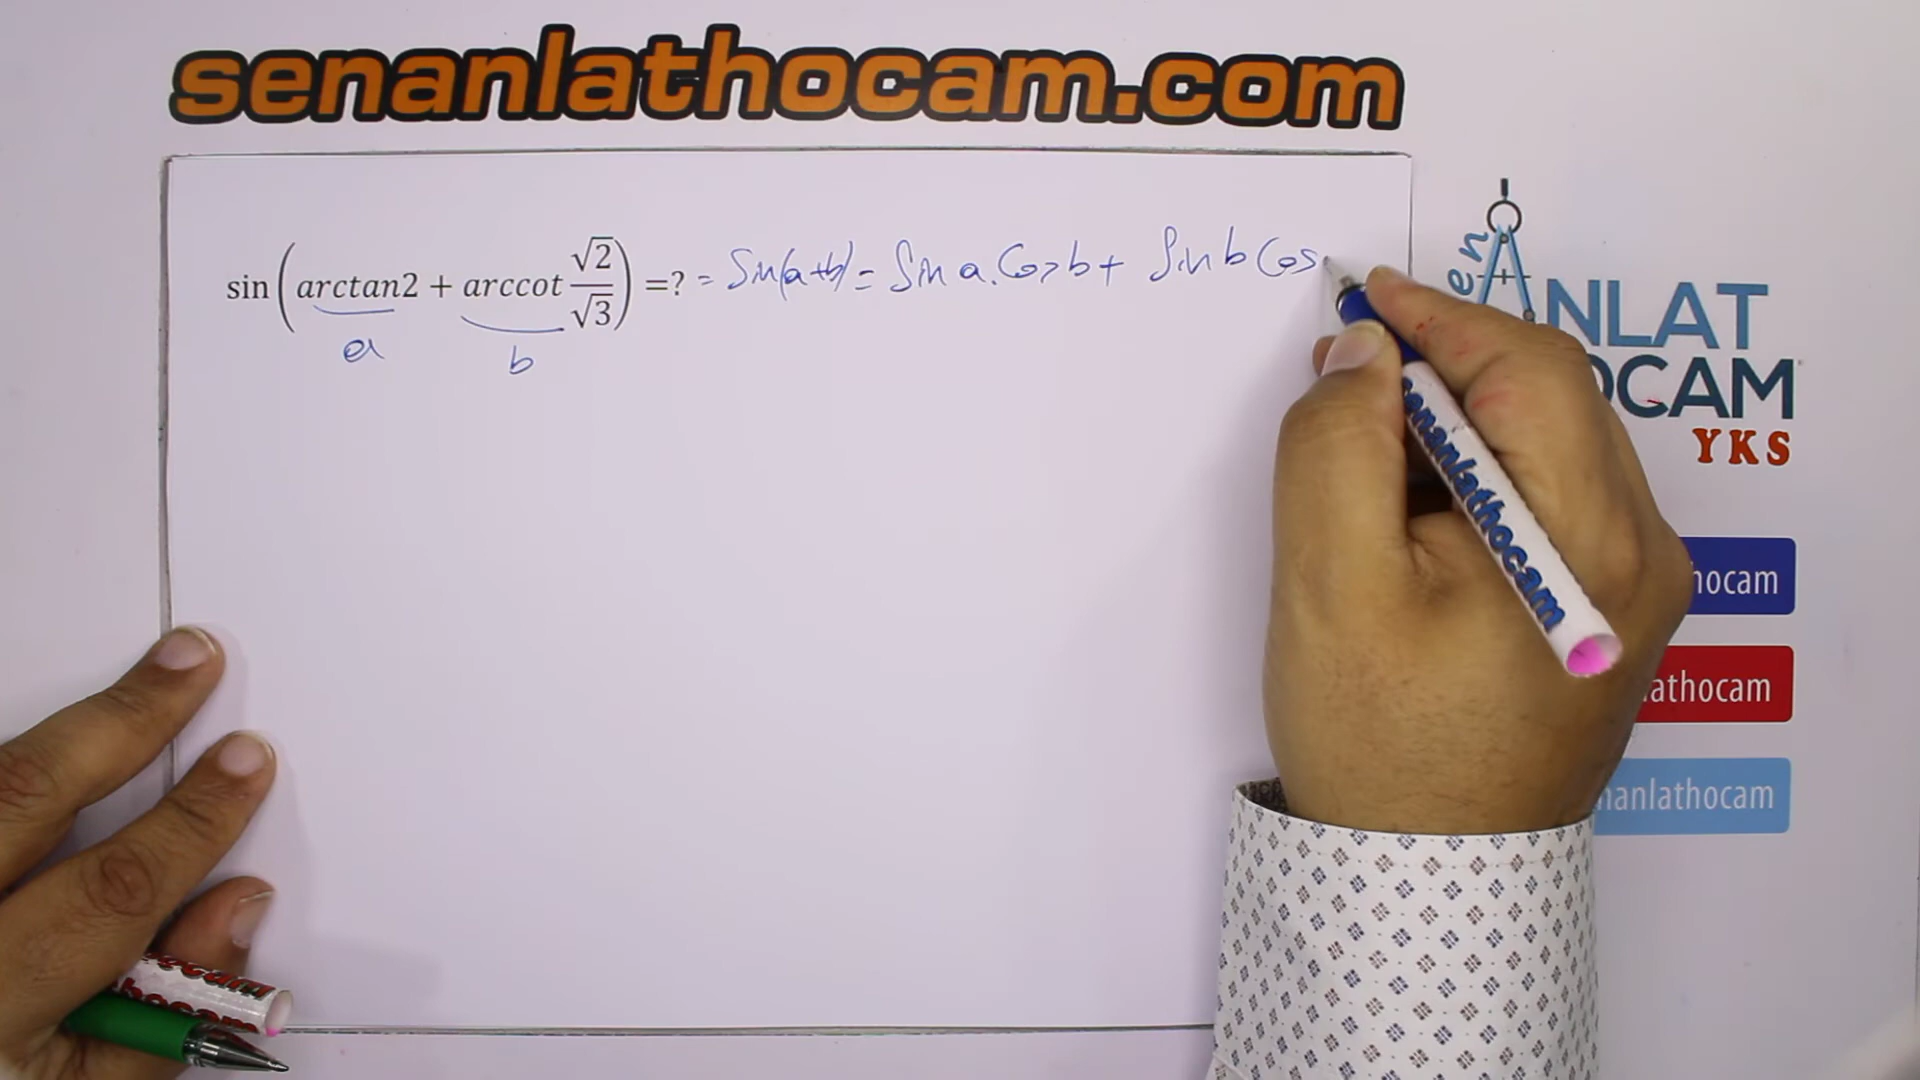 senanlathocam.com
sin(arctan2 + arccot √2/√3) =? = Sin(a+b) = Sin a. Cos b + Sin b Cos
a
b
en
ANLAT
OCAM
YKS
senanlathocam
hocam
athocam
nanlathocam